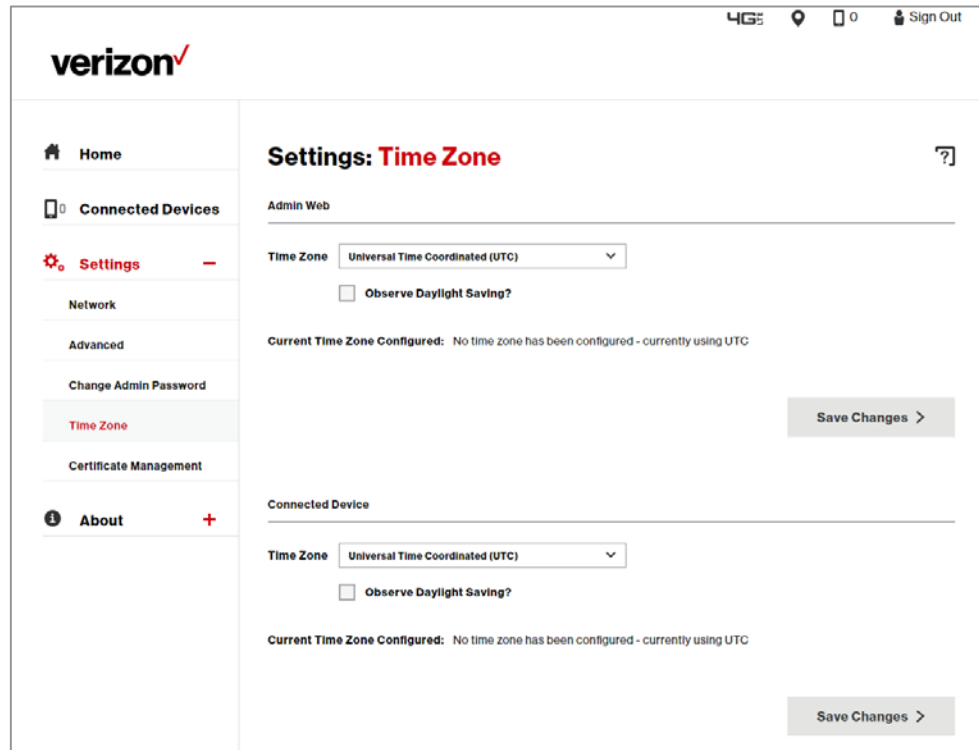 4G LTE 0 Sign Out
verizon
Home
Settings: Time Zone
?
0 Connected Devices
Admin Web
Settings
Time Zone Universal Time Coordinated (UTC)
Observe Daylight Saving?
Network
Current Time Zone Configured: No time zone has been configured - currently using UTC
Advanced
Change Admin Password
Save Changes
Time Zone
Certificate Management
Connected Device
About
Time Zone Universal Time Coordinated (UTC)
Observe Daylight Saving?
Current Time Zone Configured: No time zone has been configured - currently using UTC
Save Changes